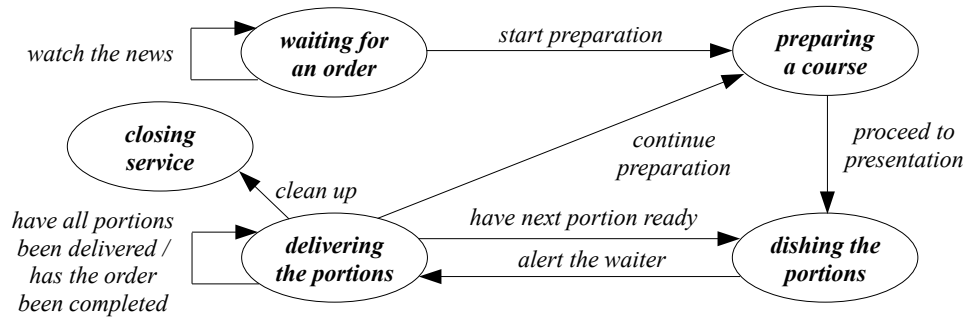 watch the news
waiting for
an order
start preparation
preparing
a course
closing
service
clean up
continue
preparation
proceed to
presentation
have all portions
been delivered /
has the order
been completed
delivering
the portions
have next portion ready
alert the waiter
dishing the
portions